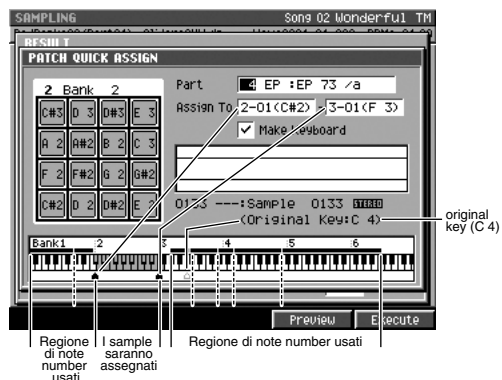 SAMPLING Song 02 Wonderful TM
RESULT
PATCH QUICK ASSIGN
2 Bank 2
C#3 D 3 D#3 E 3
A 2 A#2 B 2 C 3
F 2 F#2 G 2 G#2
C#2 D 2 D#2 E 2
Part 4 EP :EP 73 /a
Assign To 2-01(C#2) - 3-01(F 3)
Make Keyboard
0133 ---:Sample 0133 STEREO
(Original Key:C 4)
original
key (C 4)
Bank1 :2 3 :4 :5 :6
Preview Execute
Regione
di note
number
usati
I sample
saranno
assegnati
Regione di note number usati